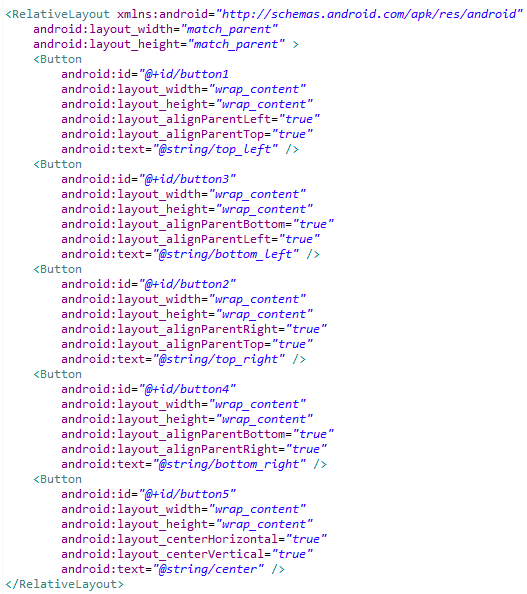 <RelativeLayout xmlns:android="http://schemas.android.com/apk/res/android"
    android:layout_width="match_parent"
    android:layout_height="match_parent" >
    <Button
        android:id="@+id/button1
        android:layout_width="wrap_content"
        android:layout_height="wrap_content"
        android:layout_alignParentLeft="true"
        android:layout_alignParentTop="true"
        android:text="@string/top_left" />
    <Button
        android:id="@+id/button3"
        android:layout_width="wrap_content"
        android:layout_height="wrap_content"
        android:layout_alignParentBottom="true"
        android:layout_alignParentLeft="true"
        android:text="@string/bottom_left" />
    <Button
        android:id="@+id/button2"
        android:layout_width="wrap_content"
        android:layout_height="wrap_content"
        android:layout_alignParentRight="true"
        android:layout_alignParentTop="true"
        android:text="@string/top_right" />
    <Button
        android:id="@+id/button4"
        android:layout_width="wrap_content"
        android:layout_height="wrap_content"
        android:layout_alignParentBottom="true"
        android:layout_alignParentRight="true"
        android:text="@string/bottom_right" />
    <Button
        android:id="@+id/button5"
        android:layout_width="wrap_content"
        android:layout_height="wrap_content"
        android:layout_centerHorizontal="true"
        android:layout_centerVertical="true"
        android:text="@string/center" />
</RelativeLayout>